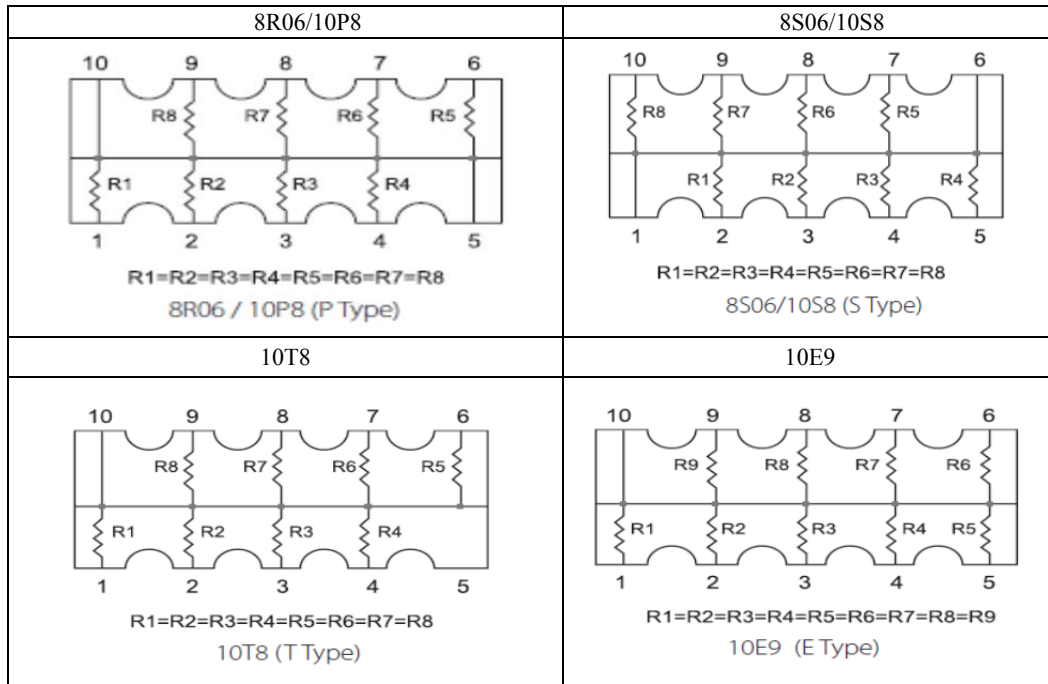 8R06/10P8
8S06/10S8
10 9 8 7 6
R8 R7 R6 R5
R1 R2 R3 R4
1 2 3 4 5
R1=R2=R3=R4=R5=R6=R7=R8
8R06 / 10P8 (P Type)
10 9 8 7 6
R8 R7 R6 R5
R1 R2 R3 R4
1 2 3 4 5
R1=R2=R3=R4=R5=R6=R7=R8
8S06/10S8 (S Type)
10T8
10E9
10 9 8 7 6
R8 R7 R6 R5
R1 R2 R3 R4
1 2 3 4 5
R1=R2=R3=R4=R5=R6=R7=R8
10T8 (T Type)
10 9 8 7 6
R9 R8 R7 R6
R1 R2 R3 R4 R5
1 2 3 4 5
R1=R2=R3=R4=R5=R6=R7=R8=R9
10E9 (E Type)